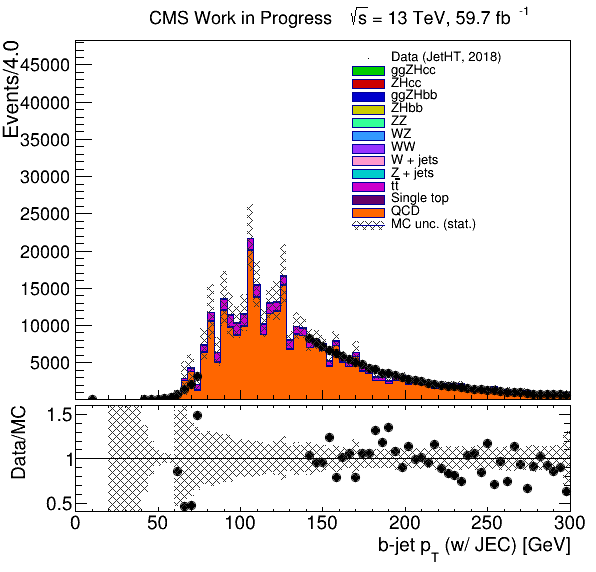 CMS Work in Progress √s = 13 TeV, 59.7 fb⁻¹
Events/4.0
45000
40000
35000
30000
25000
20000
15000
10000
5000
Data (JetHT, 2018)
ggZHcc
ZHcc
ggZHbb
ZHbb
ZZ
WZ
WW
W + jets
Z + jets
tt̄
Single top
QCD
MC unc. (stat.)
Data/MC
1.5
1
0.5
0 50 100 150 200 250 300
b-jet p_T (w/ JEC) [GeV]